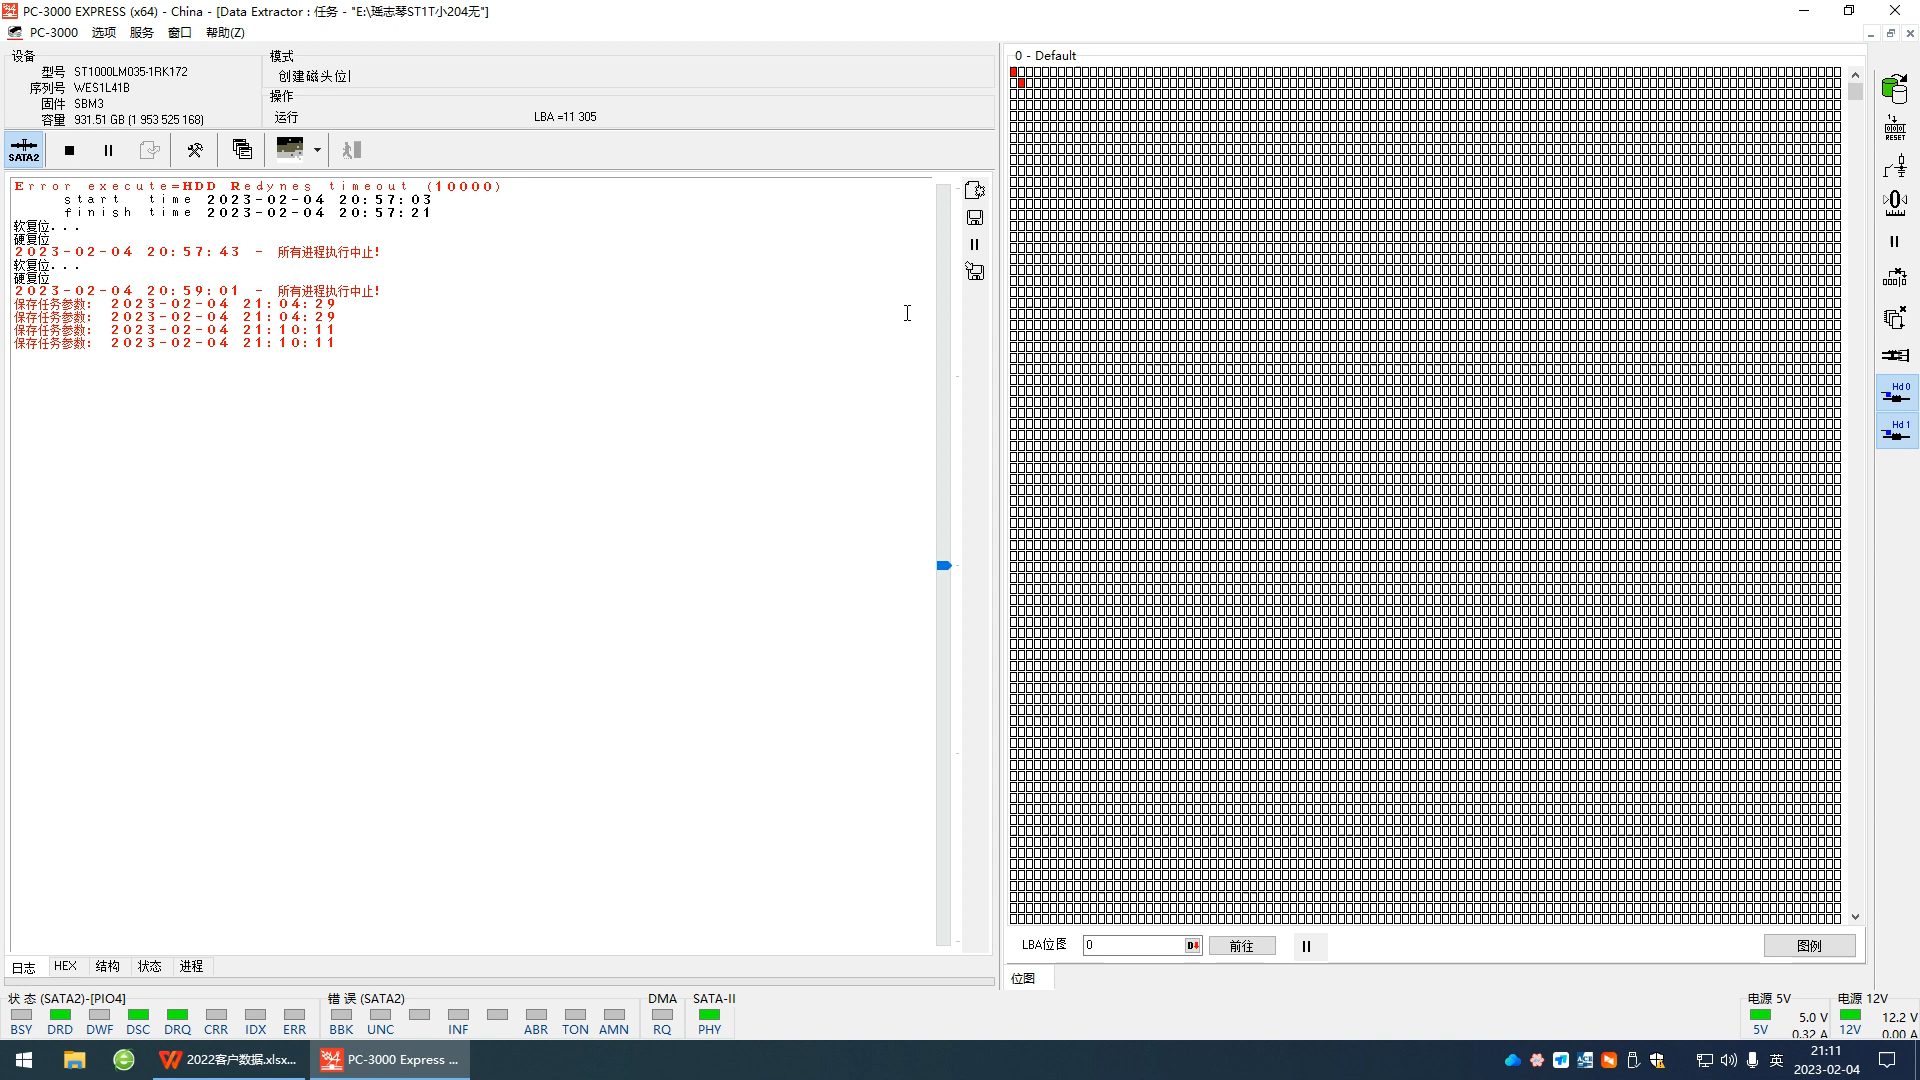 PC-3000 EXPRESS (x64) - China - [Data Extractor : 任务 - "E:\瑶志琴ST1T小204无"]
PC-3000 选项 服务 窗口 帮助(Z)
设备
型号 ST1000LM035-1RK172
序列号 WES1L41B
固件 SBM3
容量 931.51 GB (1 953 525 168)
模式
创建磁头位
操作
运行 LBA =11 305
SATA2
Error execute=HDD Redynes timeout (10000)
start time 2023-02-04 20:57:03
finish time 2023-02-04 20:57:21
软复位...
硬复位
2023-02-04 20:57:43 - 所有进程执行中止!
软复位...
硬复位
2023-02-04 20:59:01 - 所有进程执行中止!
保存任务参数: 2023-02-04 21:04:29
保存任务参数: 2023-02-04 21:04:29
保存任务参数: 2023-02-04 21:10:11
保存任务参数: 2023-02-04 21:10:11
日志 HEX 结构 状态 进程
0 - Default
LBA位图 0 前往 图例
位图
RESET
Hd 0
Hd 1
状态 (SATA2)-[PIO4]
BSY DRD DWF DSC DRQ CRR IDX ERR
错误 (SATA2)
BBK UNC INF ABR TON AMN
DMA
RQ
SATA-II
PHY
电源 5V
5V 5.0 V
0.32 A
电源 12V
12V 12.2 V
0.00 A
2022客户数据.xlsx...
PC-3000 Express ...
英
21:11
2023-02-04